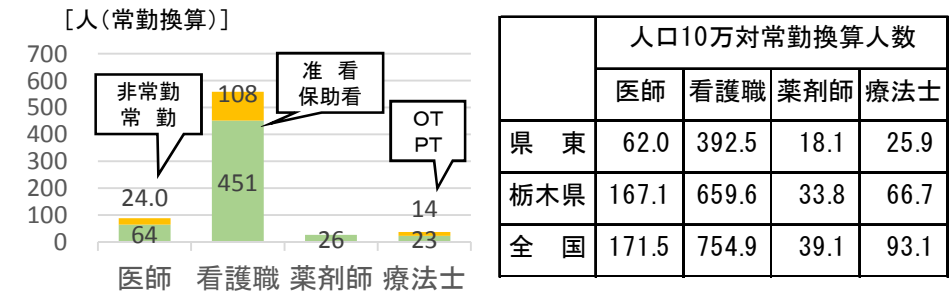 [人(常勤換算)]
700
600
500
400
300
200
100
0
非常勤
常 勤
准 看
保助看
OT
PT
108
451
24.0
64
26
14
23
医師 看護職 薬剤師 療法士
人口10万対常勤換算人数
医師 看護職 薬剤師 療法士
県 東 62.0 392.5 18.1 25.9
栃木県 167.1 659.6 33.8 66.7
全 国 171.5 754.9 39.1 93.1